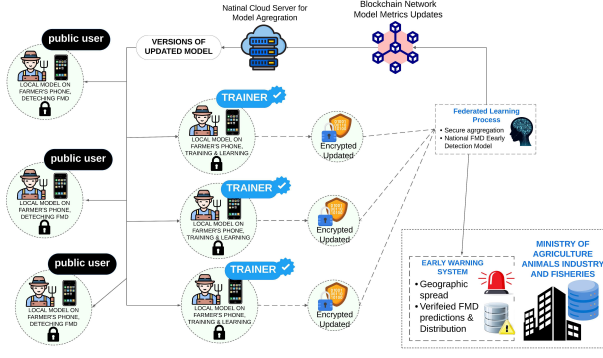 Natinal Cloud Server for
Model Agregration
Blockchain Network
Model Metrics Updates
public user
VERSIONS OF
UPDATED MODEL
LOCAL MODEL ON
FARMER'S PHONE,
DETECHING FMD
TRAINER
LOCAL MODEL ON
FARMER'S PHONE,
TRAINING & LEARNING
Encrypted
Updated
Federated Learning
Process
• Secure argregation
• National FMD Eearly
Detection Model
public user
LOCAL MODEL ON
FARMER'S PHONE,
DETECHING FMD
TRAINER
LOCAL MODEL ON
FARMER'S PHONE,
TRAINING & LEARNING
Encrypted
Updated
public user
LOCAL MODEL ON
FARMER'S PHONE,
DETECHING FMD
TRAINER
LOCAL MODEL ON
FARMER'S PHONE,
TRAINING & LEARNING
Encrypted
Updated
EARLY WARNING
SYSTEM
• Geographic
spread
• Verifeied FMD
predictions &
Distribution
MINISTRY OF
AGRICULTURE
ANIMALS INDUSTRY
AND FISHERIES